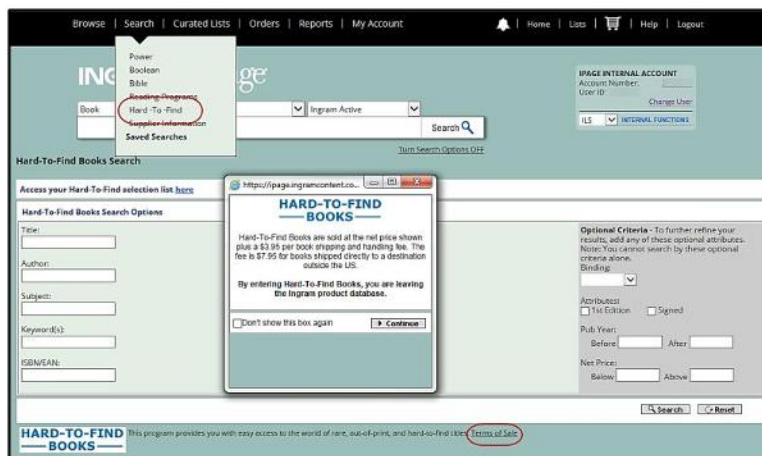 Browse | Search | Curated Lists | Orders | Reports | My Account
| Home | Lists | | Help | Logout
Power
Boolean
Bible
Reading Programs
Hard -To -Find
Supplier Information
Saved Searches
ING
ge
Book
Ingram Active
Search
Turn Search Options OFF
IPAGE INTERNAL ACCOUNT
Account Number:
User ID:
Change User
ILS
INTERNAL FUNCTIONS
Hard-To-Find Books Search
Access your Hard-To-Find selection list here
Hard-To-Find Books Search Options
Title:
Author:
Subject:
Keyword(s):
ISBN/EAN:
https://ipage.ingramcontent.co...
HARD-TO-FIND
BOOKS
Hard-To-Find Books are sold at the net price shown
plus a $3.95 per book shipping and handling fee. The
fee is $7.95 for books shipped directly to a destination
outside the US.
By entering Hard-To-Find Books, you are leaving
the Ingram product database.
Don't show this box again
Continue
Optional Criteria - To further refine your
results, add any of these optional attributes.
Note: You cannot search by these optional
criteria alone.
Binding:
Attributes:
1st Edition Signed
Pub Year:
Before After
Net Price:
Below Above
Search Reset
HARD-TO-FIND
BOOKS
This program provides you with easy access to the world of rare, out-of-print, and hard-to-find titles. Terms of Sale